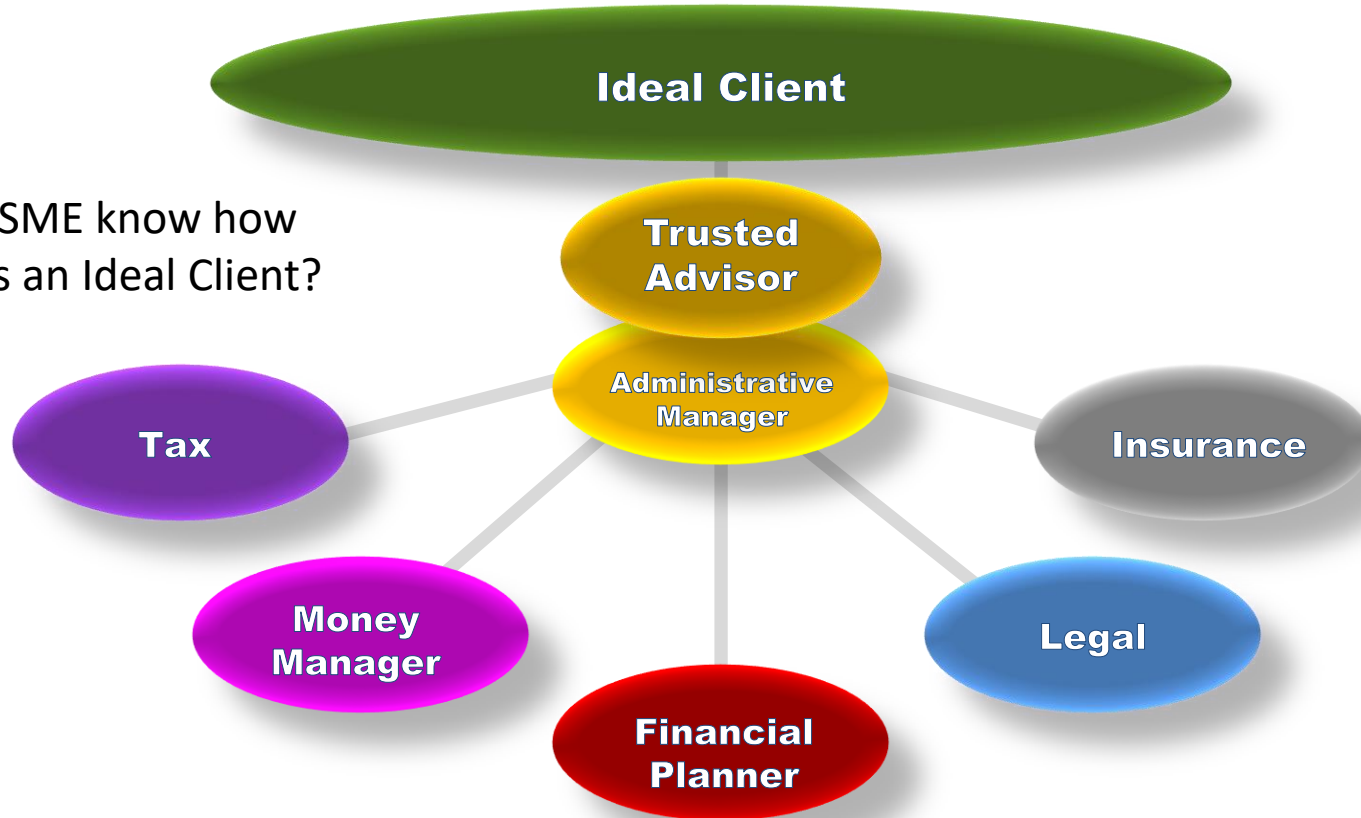 Ideal Client
SME know how
s an Ideal Client?
Trusted
Advisor
Administrative
Manager
Tax
Insurance
Money
Manager
Legal
Financial
Planner